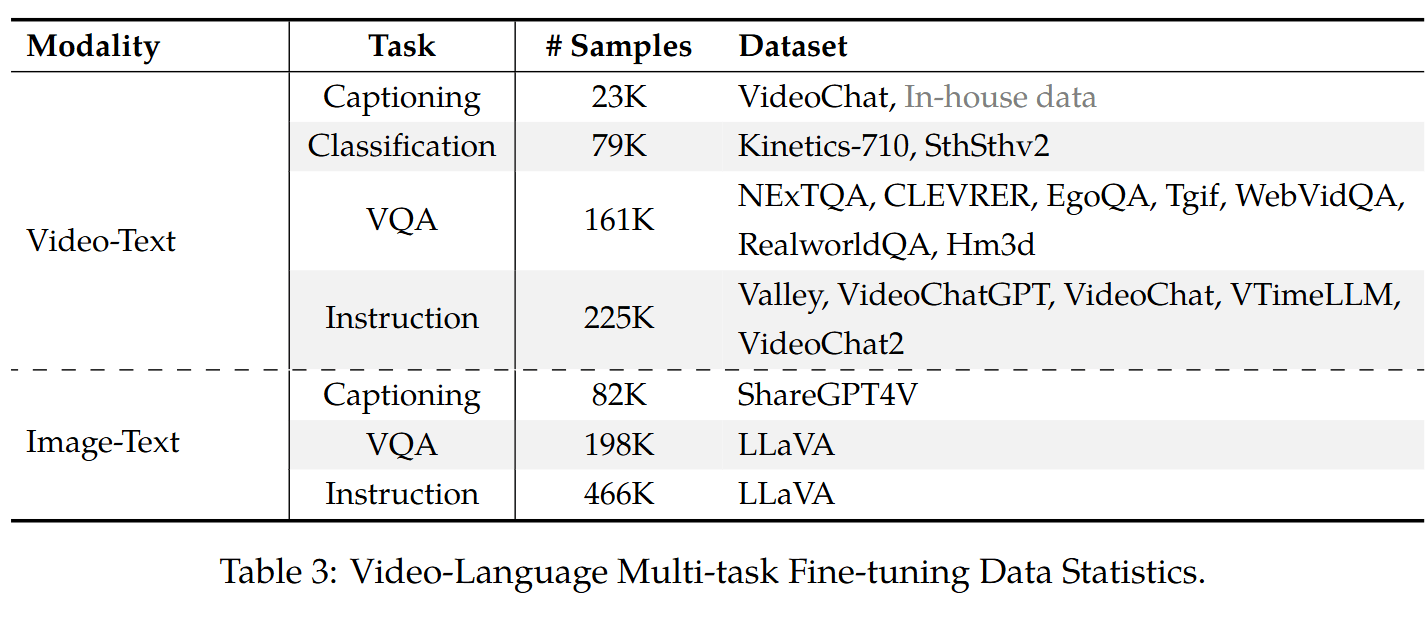 Modality Task # Samples Dataset
Captioning 23K VideoChat, In-house data
Classification 79K Kinetics-710, SthSthv2
NExTQA, CLEVRER, EgoQA, Tgif, WebVidQA,
VQA 161K
RealworldQA, Hm3d
Video-Text
Valley, VideoChatGPT, VideoChat, VTimeLLM,
Instruction 225K
VideoChat2
Captioning 82K ShareGPT4V
Image-Text VQA 198K LLaVA
Instruction 466K LLaVA
Table 3: Video-Language Multi-task Fine-tuning Data Statistics.